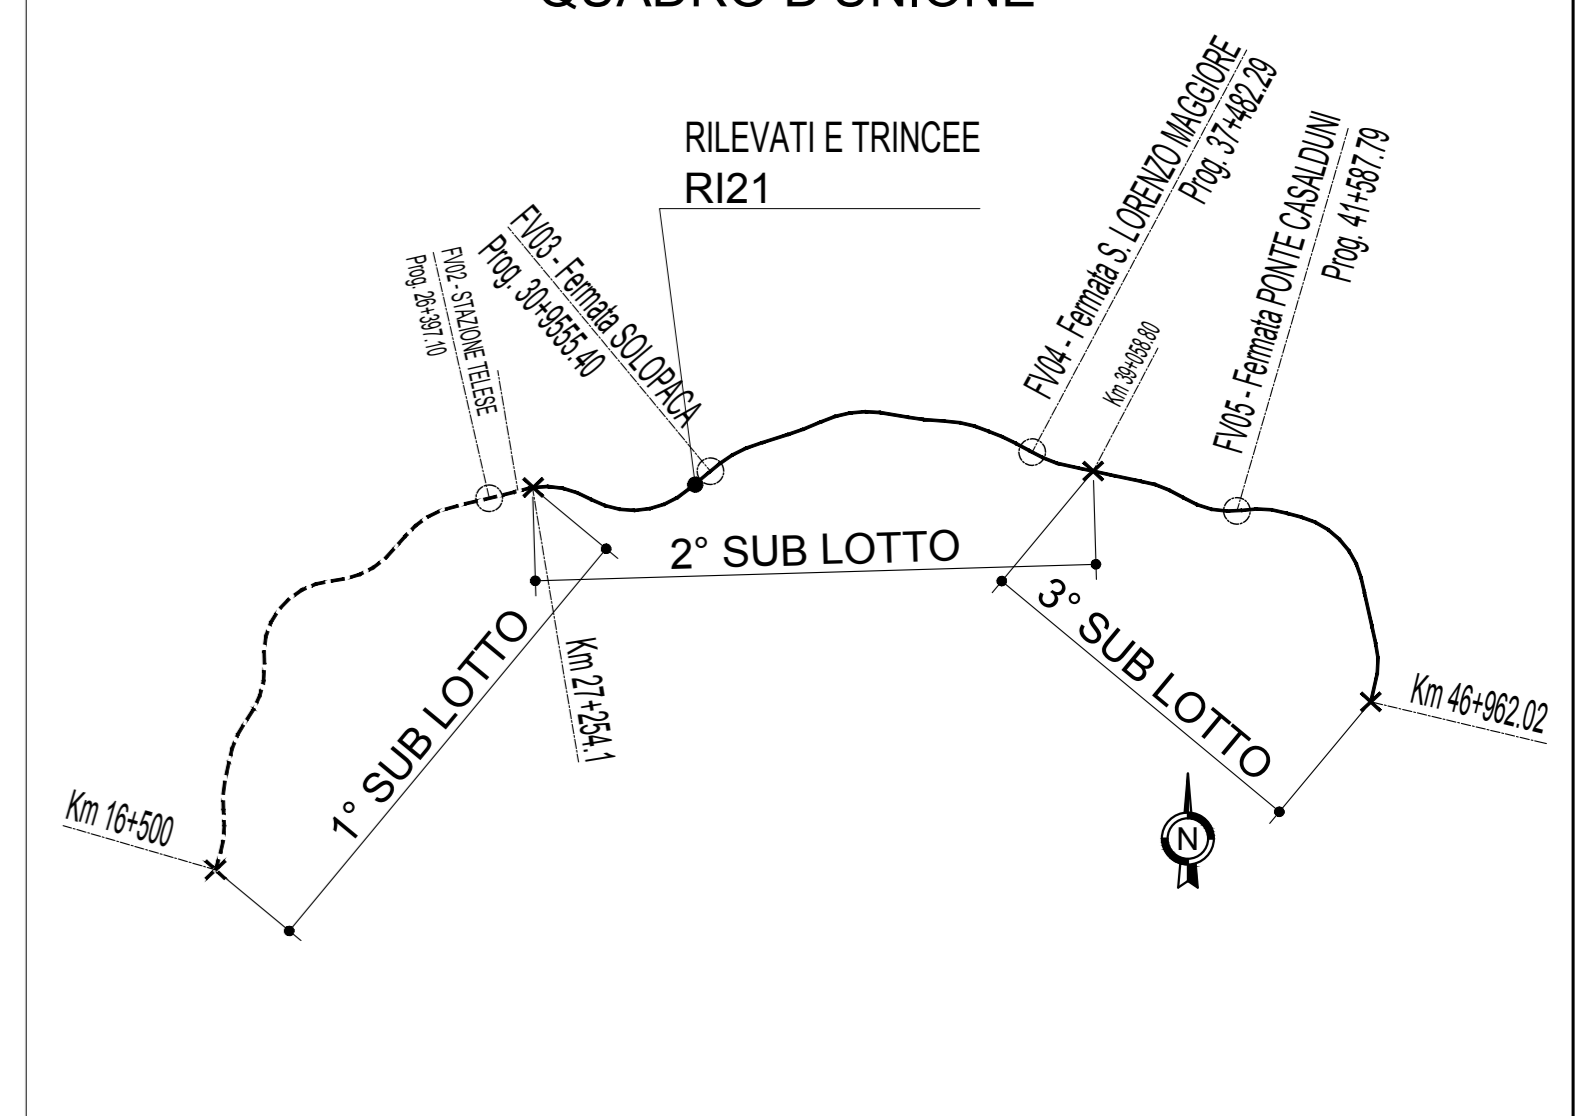 QUADRO D'UNIONE
RILEVATI E TRINCEE
RI21
FV02 - STAZIONE TELESE
Prog. 26+397.10
FV03 - Fermata SOLOPACA
Prog. 30+9555.40
FV04 - Fermata S. LORENZO MAGGIORE
Prog. 37+482.29
Km 39+058.80
FV05 - Fermata PONTE CASALDUNI
Prog. 41+587.79
2° SUB LOTTO
1° SUB LOTTO
3° SUB LOTTO
Km 27+254.1
Km 46+962.02
Km 16+500
N